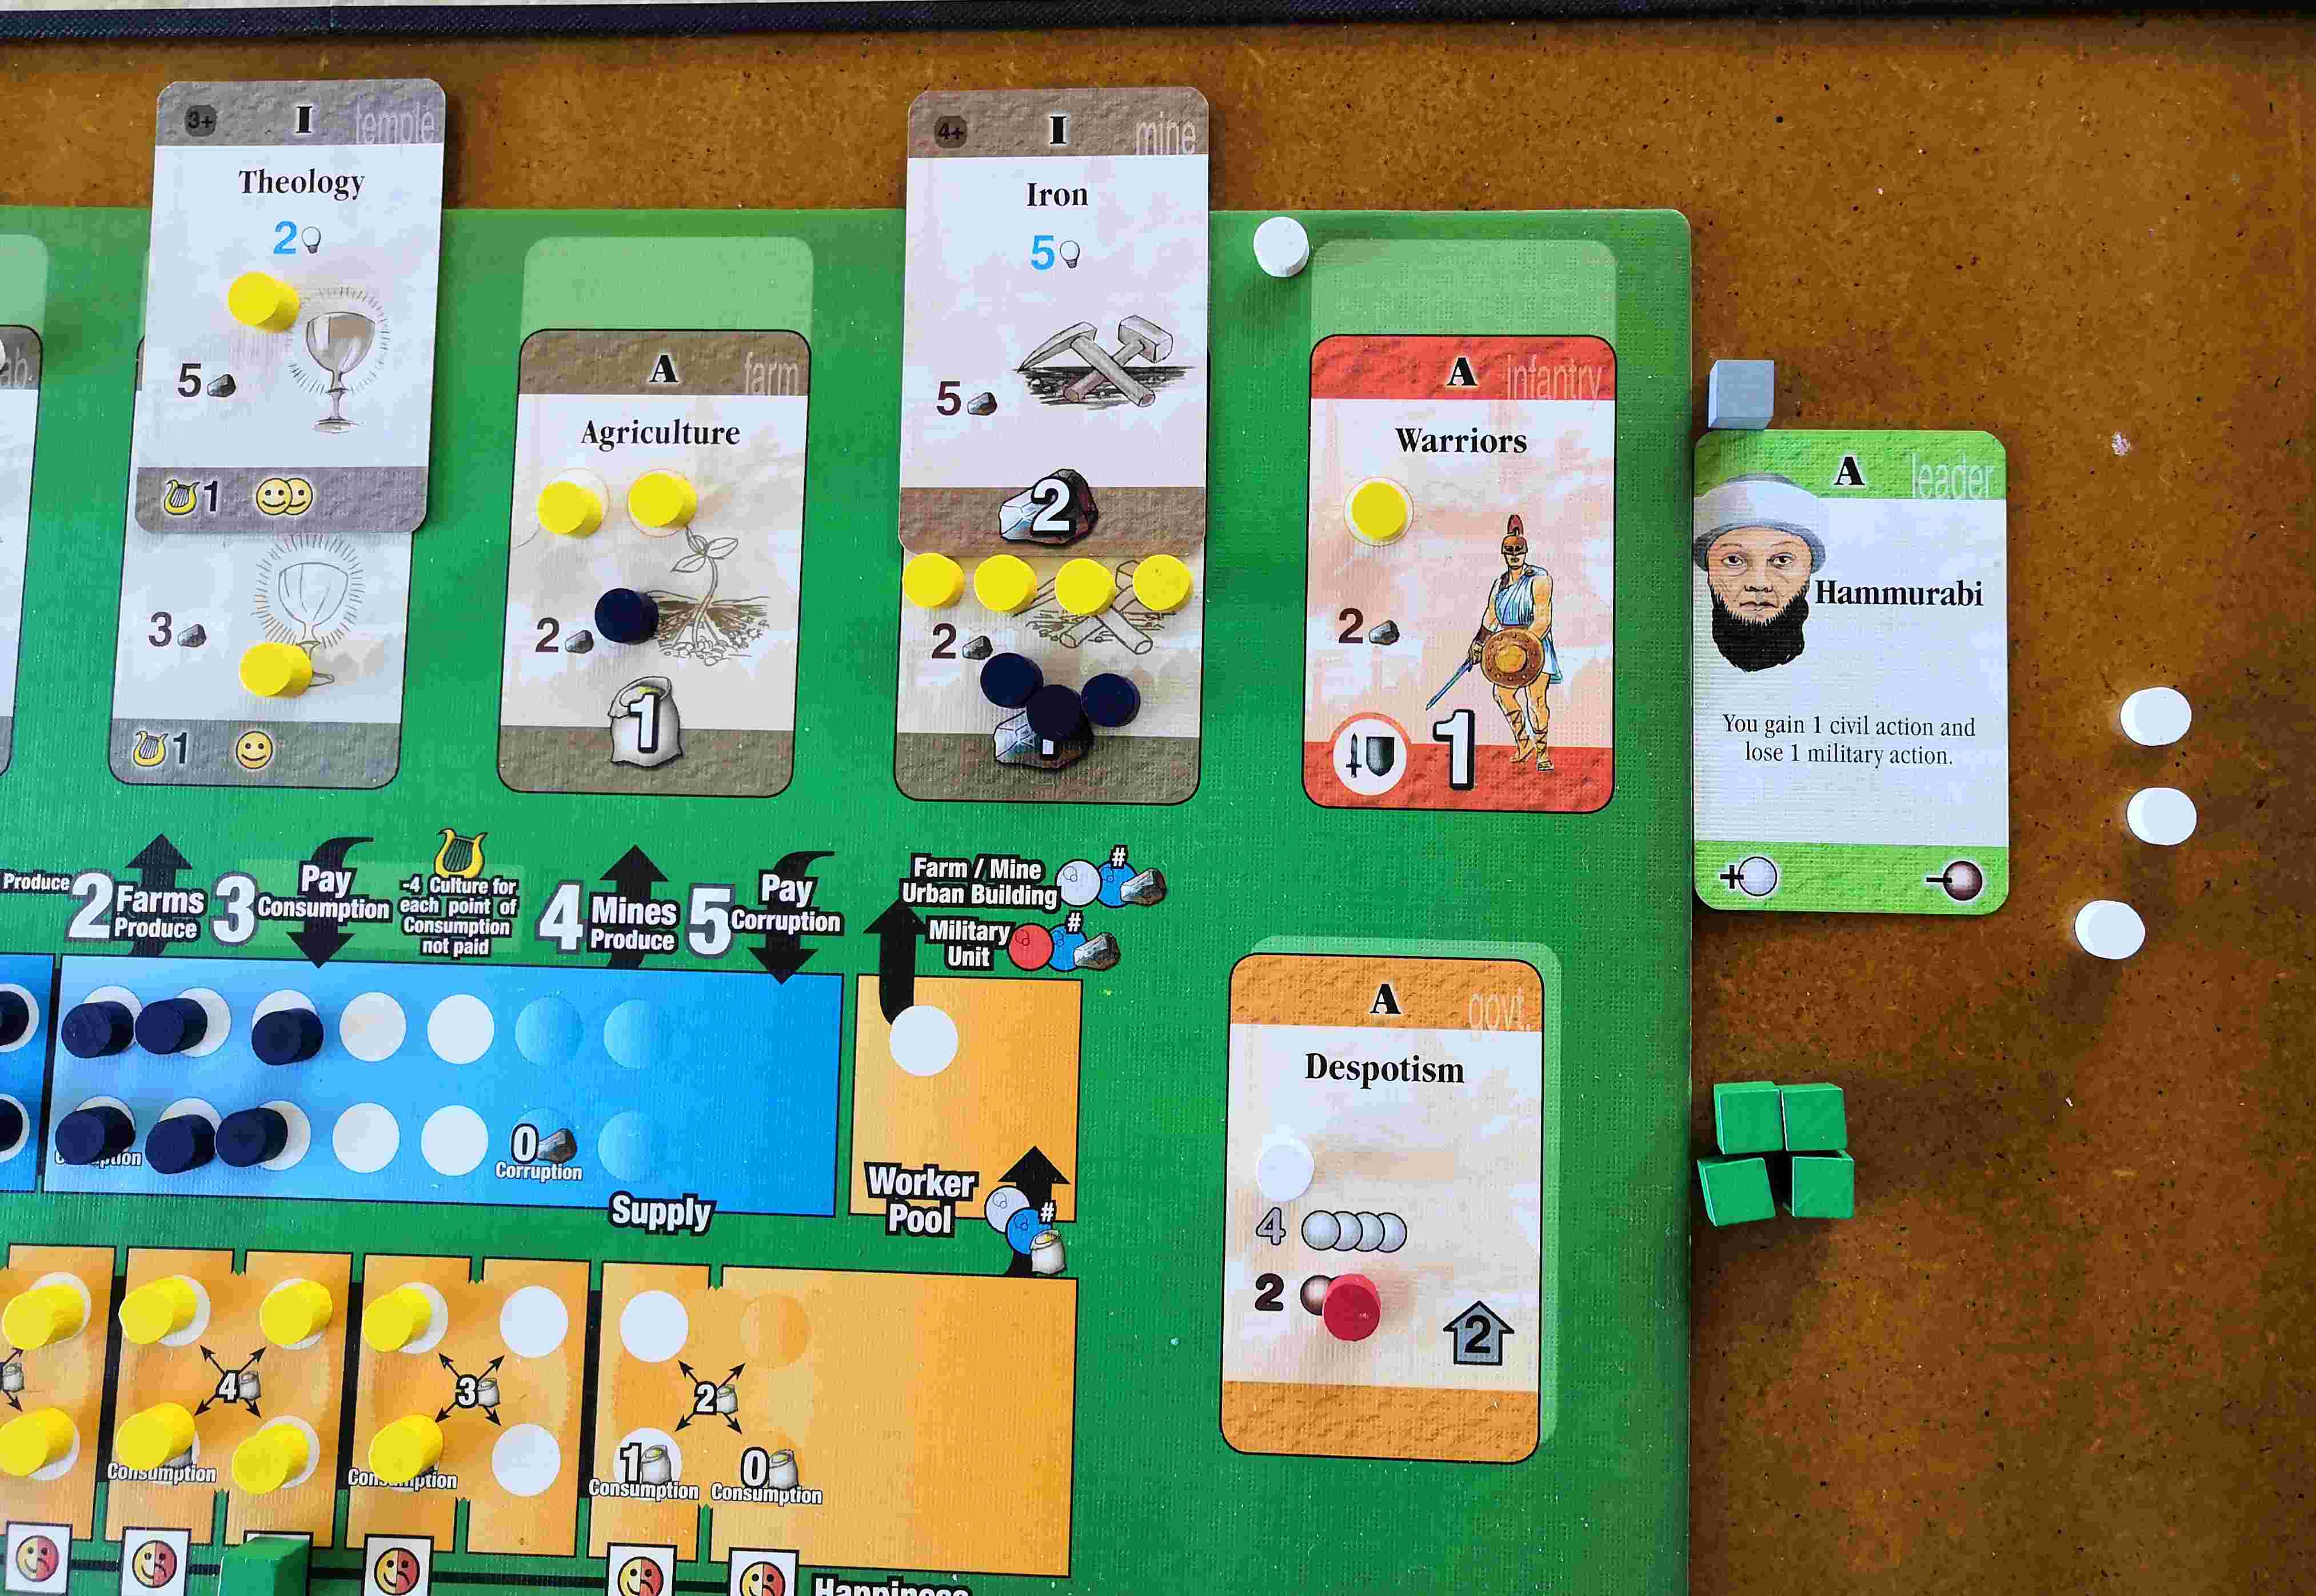 3+ I temple
Theology
2
5
1
3
1
ab.
A farm
Agriculture
2
1
4+ I mine
Iron
5
5
2
2
A infantry
Warriors
2
1
A leader
Hammurabi
You gain 1 civil action and
lose 1 military action.
+ -
Produce
2 Farms
Produce
3 Pay
Consumption
-4 Culture for
each point of
Consumption
not paid
4 Mines
Produce
5 Pay
Corruption
Farm / Mine
Urban Building
#
Military
Unit
#
0
Corruption
Supply
Worker
Pool
#
A govt.
Despotism
4
2
2
4
3
2
Consumption
1
Consumption
0
Consumption
Happiness